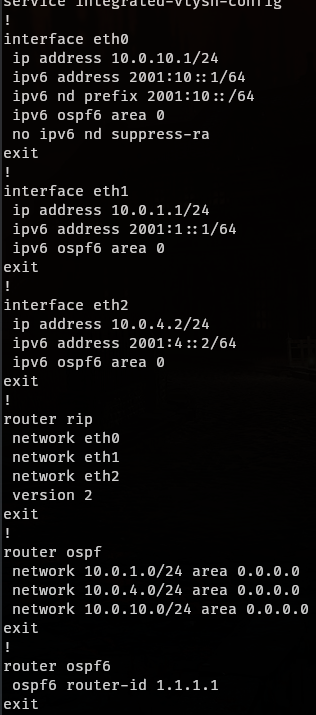 service integrated-vtysh-config
!
interface eth0
 ip address 10.0.10.1/24
 ipv6 address 2001:10::1/64
 ipv6 nd prefix 2001:10::/64
 ipv6 ospf6 area 0
 no ipv6 nd suppress-ra
exit
!
interface eth1
 ip address 10.0.1.1/24
 ipv6 address 2001:1::1/64
 ipv6 ospf6 area 0
exit
!
interface eth2
 ip address 10.0.4.2/24
 ipv6 address 2001:4::2/64
 ipv6 ospf6 area 0
exit
!
router rip
 network eth0
 network eth1
 network eth2
 version 2
exit
!
router ospf
 network 10.0.1.0/24 area 0.0.0.0
 network 10.0.4.0/24 area 0.0.0.0
 network 10.0.10.0/24 area 0.0.0.0
exit
!
router ospf6
 ospf6 router-id 1.1.1.1
exit